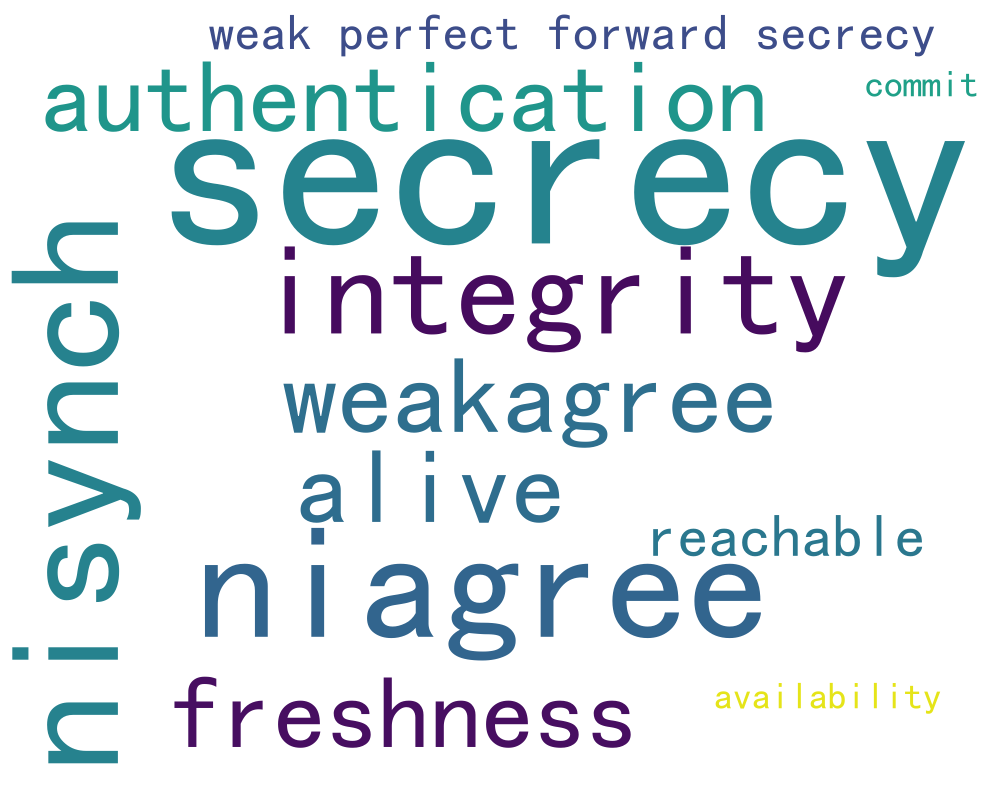 weak perfect forward secrecy
authentication
commit
secrecy
nisynch
integrity
weakagree
alive
reachable
niagree
freshness
availability